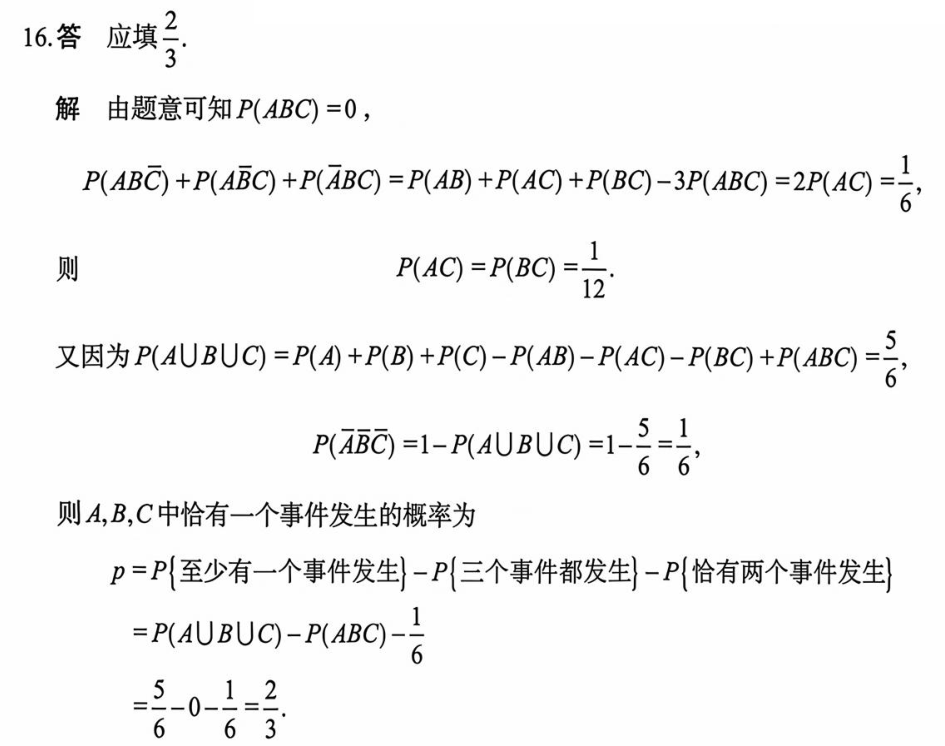 16.答 应填2/3.
解 由题意可知 P(ABC)=0,
P(ABC̅)+P(AB̅C)+P(A̅BC)=P(AB)+P(AC)+P(BC)-3P(ABC)=2P(AC)=1/6,
则 P(AC)=P(BC)=1/12.
又因为 P(A∪B∪C)=P(A)+P(B)+P(C)-P(AB)-P(AC)-P(BC)+P(ABC)=5/6,
P(A̅B̅C̅)=1-P(A∪B∪C)=1-5/6=1/6,
则 A,B,C 中恰有一个事件发生的概率为
p=P{至少有一个事件发生}-P{三个事件都发生}-P{恰有两个事件发生}
=P(A∪B∪C)-P(ABC)-1/6
=5/6-0-1/6=2/3.